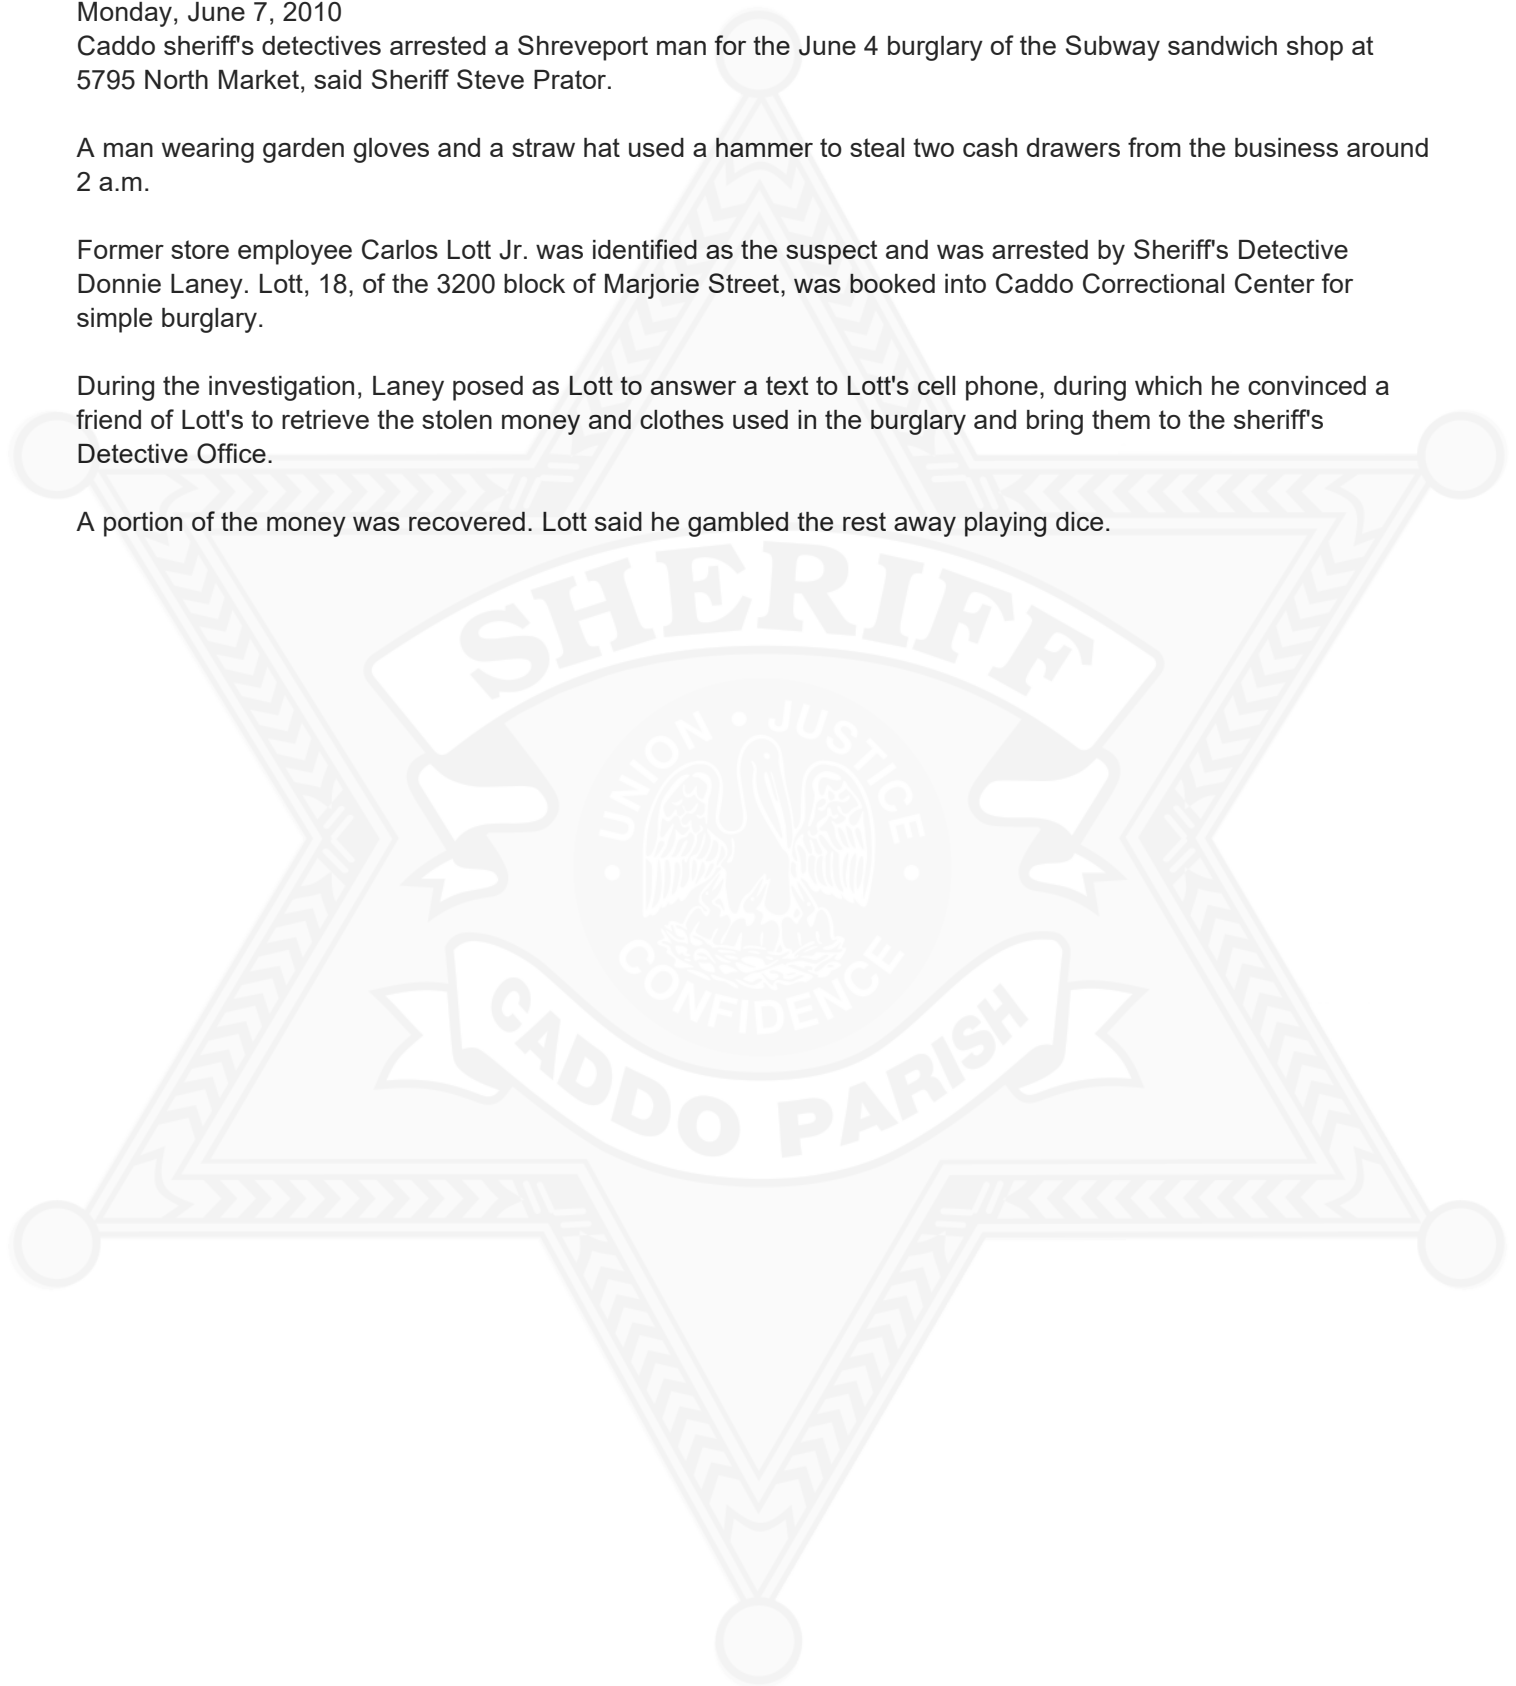 Monday, June 7, 2010
Caddo sheriff's detectives arrested a Shreveport man for the June 4 burglary of the Subway sandwich shop at
5795 North Market, said Sheriff Steve Prator.
A man wearing garden gloves and a straw hat used a hammer to steal two cash drawers from the business around
2 a.m.
Former store employee Carlos Lott Jr. was identified as the suspect and was arrested by Sheriff's Detective
Donnie Laney. Lott, 18, of the 3200 block of Marjorie Street, was booked into Caddo Correctional Center for
simple burglary.
During the investigation, Laney posed as Lott to answer a text to Lott's cell phone, during which he convinced a
friend of Lott's to retrieve the stolen money and clothes used in the burglary and bring them to the sheriff's
Detective Office.
A portion of the money was recovered. Lott said he gambled the rest away playing dice.
SHERIFF
UNION • JUSTICE
• CONFIDENCE •
CADDO PARISH